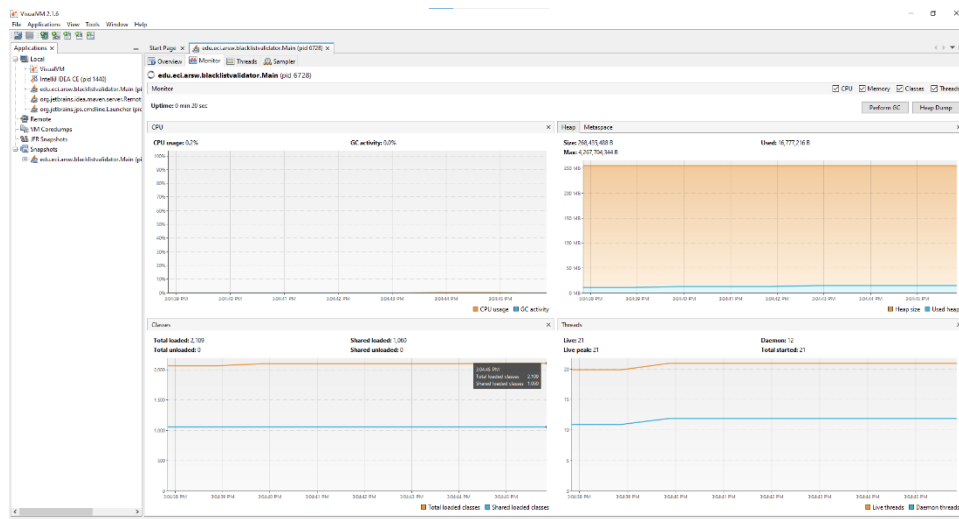 VisualVM 2.1.6
File Applications View Tools Window Help
Applications × Start Page × edu.eci.arsw.blacklistvalidator.Main (pid 6728) ×
Local
VisualVM
IntelliJ IDEA CE (pid 1440)
edu.eci.arsw.blacklistvalidator.Main (pi
org.jetbrains.idea.maven.server.Remot
org.jetbrains.jps.cmdline.Launcher (pic
Remote
VM Coredumps
JFR Snapshots
Snapshots
edu.eci.arsw.blacklistvalidator.Main (pi
Overview Monitor Threads Sampler
edu.eci.arsw.blacklistvalidator.Main (pid 6728)
Monitor CPU Memory Classes Threads
Uptime: 0 min 20 sec
Perform GC Heap Dump
CPU ×
CPU usage: 0,2% GC activity: 0,0%
100%
90%
80%
70%
60%
50%
40%
30%
20%
10%
0%
CPU usage GC activity
Heap Metaspace
Size: 268,435,488 B Used: 16,777,216 B
Max: 4,267,704,344 B
250 MB
200 MB
150 MB
100 MB
50 MB
0 MB
Heap size Used heap
Classes ×
Total loaded: 2,109 Shared loaded: 1,060
Total unloaded: 0 Shared unloaded: 0
2,000
1,500
1,000
500
0
3:04:45 PM
Total loaded classes 2,109
Shared loaded classes 1,060
Total loaded classes Shared loaded classes
Threads
Live: 21 Daemon: 12
Live peak: 21 Total started: 21
20
15
10
5
0
Live threads Daemon threads